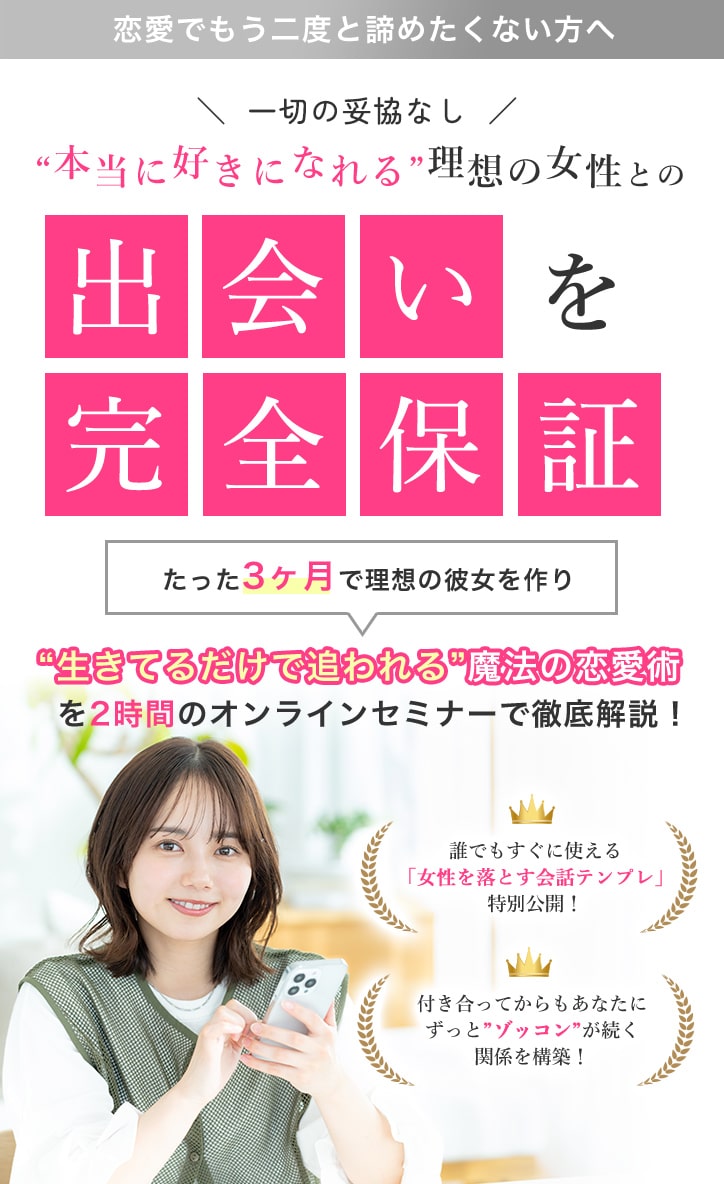 恋愛でもう二度と諦めたくない方へ
＼ 一切の妥協なし ／
“本当に好きになれる”理想の女性との
出会いを
完全保証
たった3ヶ月で理想の彼女を作り
“生きてるだけで追われる”魔法の恋愛術
を2時間のオンラインセミナーで徹底解説！
誰でもすぐに使える
「女性を落とす会話テンプレ」
特別公開！
付き合ってからもあなたに
ずっと”ゾッコン”が続く
関係を構築！